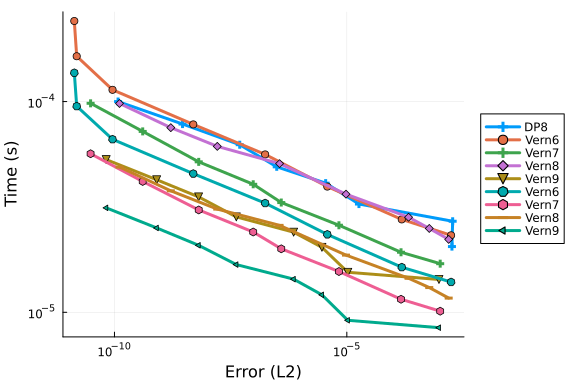 10⁻⁴
10⁻⁵
Time (s)
10⁻¹⁰
10⁻⁵
Error (L2)
DP8
Vern6
Vern7
Vern8
Vern9
Vern6
Vern7
Vern8
Vern9